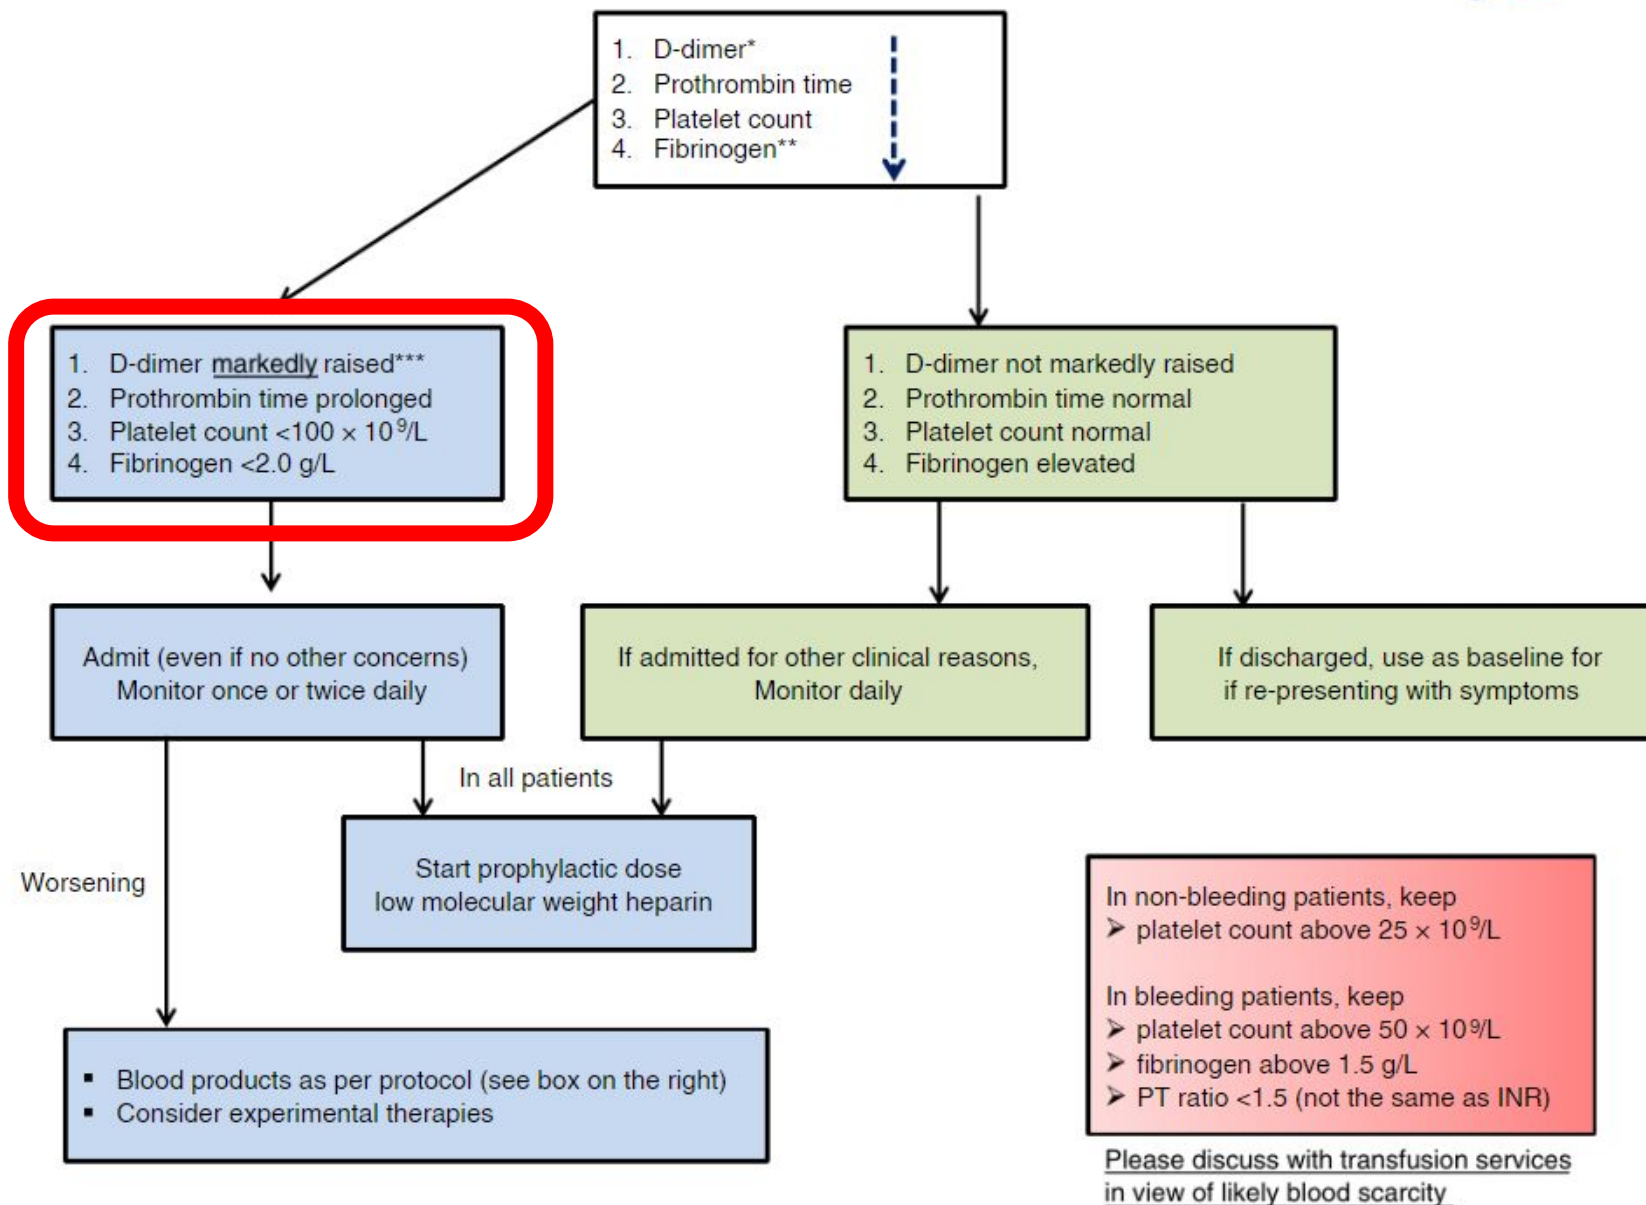 1. D-dimer*
2. Prothrombin time
3. Platelet count
4. Fibrinogen**
1. D-dimer markedly raised***
2. Prothrombin time prolonged
3. Platelet count <100 × 10⁹/L
4. Fibrinogen <2.0 g/L
1. D-dimer not markedly raised
2. Prothrombin time normal
3. Platelet count normal
4. Fibrinogen elevated
Admit (even if no other concerns)
Monitor once or twice daily
If admitted for other clinical reasons,
Monitor daily
If discharged, use as baseline for
if re-presenting with symptoms
In all patients
Worsening
Start prophylactic dose
low molecular weight heparin
▪ Blood products as per protocol (see box on the right)
▪ Consider experimental therapies
In non-bleeding patients, keep
➢ platelet count above 25 × 10⁹/L
In bleeding patients, keep
➢ platelet count above 50 × 10⁹/L
➢ fibrinogen above 1.5 g/L
➢ PT ratio <1.5 (not the same as INR)
Please discuss with transfusion services
in view of likely blood scarcity